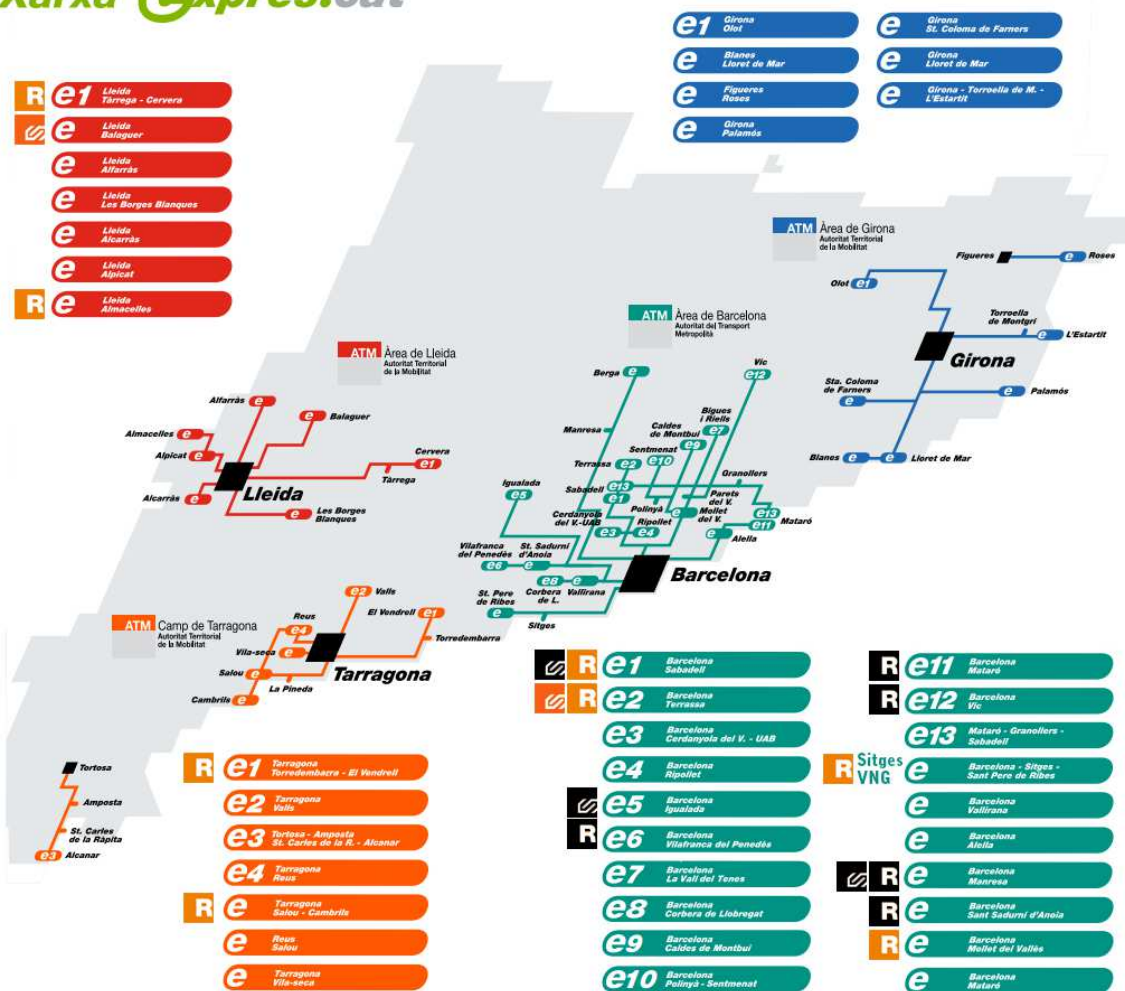 xarxa exprés.cat
e1 Girona
Olot
e Blanes
Lloret de Mar
e Figueres
Roses
e Girona
Palamós
e Girona
St. Coloma de Farners
e Girona
Lloret de Mar
e Girona - Torroella de M. -
L'Estartit
R e1 Lleida
Tàrrega - Cervera
e Lleida
Balaguer
e Lleida
Alfarràs
e Lleida
Les Borges Blanques
e Lleida
Alcarràs
e Lleida
Alpicat
R e Lleida
Almacelles
ATM Àrea de Girona
Autoritat Territorial
de la Mobilitat
Figueres
e Roses
Olot e1
Torroella
de Montgrí
e L'Estartit
Girona
Sta. Coloma
de Farners
e
e Palamós
Blanes e
e Lloret de Mar
ATM Àrea de Barcelona
Autoritat del Transport
Metropolità
Berga e
Vic
e12
Manresa
Bigues
i Riells
e7
Caldes
de Montbui
e9
Sentmenat
e10
Terrassa e2
Granollers
Sabadell e13
e1
Igualada
e5
Parets
del V.
Polinyà
Mollet
del V.
e
Cerdanyola
del V.-UAB
e3
Ripollet
e4
e13
e11
Mataró
e
Alella
Vilafranca
del Penedès
e6
St. Sadurní
d'Anoia
e
e8
Corbera
de L.
e
Vallirana
Barcelona
St. Pere
de Ribes
e
Sitges
ATM Àrea de Lleida
Autoritat Territorial
de la Mobilitat
Alfarràs e
e Balaguer
Almacelles e
Alpicat e
Cervera
e1
Tàrrega
Lleida
Alcarràs e
e Les Borges
Blanques
ATM Camp de Tarragona
Autoritat Territorial
de la Mobilitat
e2 Valls
Reus
e4
El Vendrell e1
Vila-seca e
Torredembarra
Salou e
Tarragona
La Pineda
Cambrils e
Tortosa
Amposta
St. Carles
de la Ràpita
e3 Alcanar
R e1 Tarragona
Torredembarra - El Vendrell
e2 Tarragona
Valls
e3 Tortosa - Amposta
St. Carles de la R. - Alcanar
e4 Tarragona
Reus
R e Tarragona
Salou - Cambrils
e Reus
Salou
e Tarragona
Vila-seca
R e1 Barcelona
Sabadell
R e2 Barcelona
Terrassa
e3 Barcelona
Cerdanyola del V. - UAB
e4 Barcelona
Ripollet
e5 Barcelona
Igualada
R e6 Barcelona
Vilafranca del Penedès
e7 Barcelona
La Vall del Tenes
e8 Barcelona
Corbera de Llobregat
e9 Barcelona
Caldes de Montbui
e10 Barcelona
Polinyà - Sentmenat
R e11 Barcelona
Mataró
R e12 Barcelona
Vic
e13 Mataró - Granollers -
Sabadell
R Sitges
VNG
e Barcelona - Sitges -
Sant Pere de Ribes
e Barcelona
Vallirana
e Barcelona
Alella
R e Barcelona
Manresa
R e Barcelona
Sant Sadurní d'Anoia
R e Barcelona
Mollet del Vallès
e Barcelona
Mataró